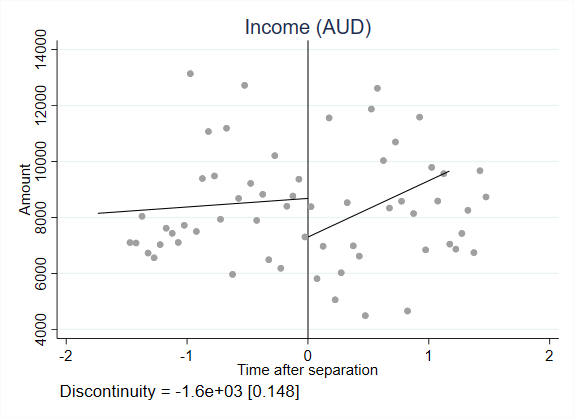 Income (AUD)
14000
12000
10000
8000
6000
4000
Amount
-2 -1 0 1 2
Time after separation
Discontinuity = -1.6e+03 [0.148]